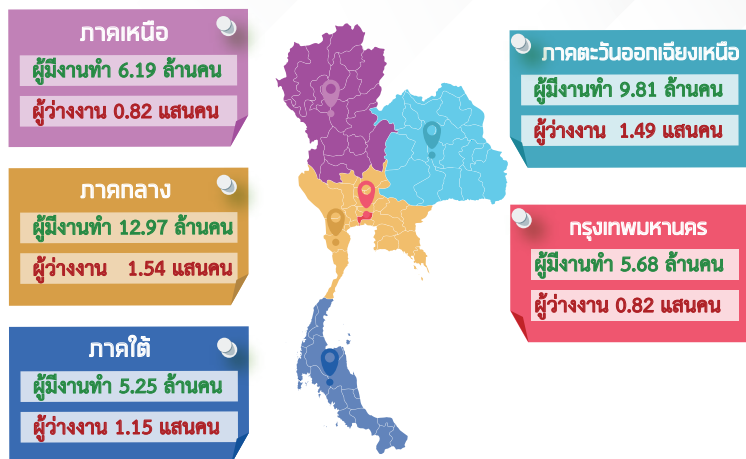 ภาคเหนือ
ผู้มีงานทำ 6.19 ล้านคน
ผู้ว่างงาน 0.82 แสนคน
ภาคตะวันออกเฉียงเหนือ
ผู้มีงานทำ 9.81 ล้านคน
ผู้ว่างงาน 1.49 แสนคน
ภาคกลาง
ผู้มีงานทำ 12.97 ล้านคน
ผู้ว่างงาน 1.54 แสนคน
กรุงเทพมหานคร
ผู้มีงานทำ 5.68 ล้านคน
ผู้ว่างงาน 0.82 แสนคน
ภาคใต้
ผู้มีงานทำ 5.25 ล้านคน
ผู้ว่างงาน 1.15 แสนคน